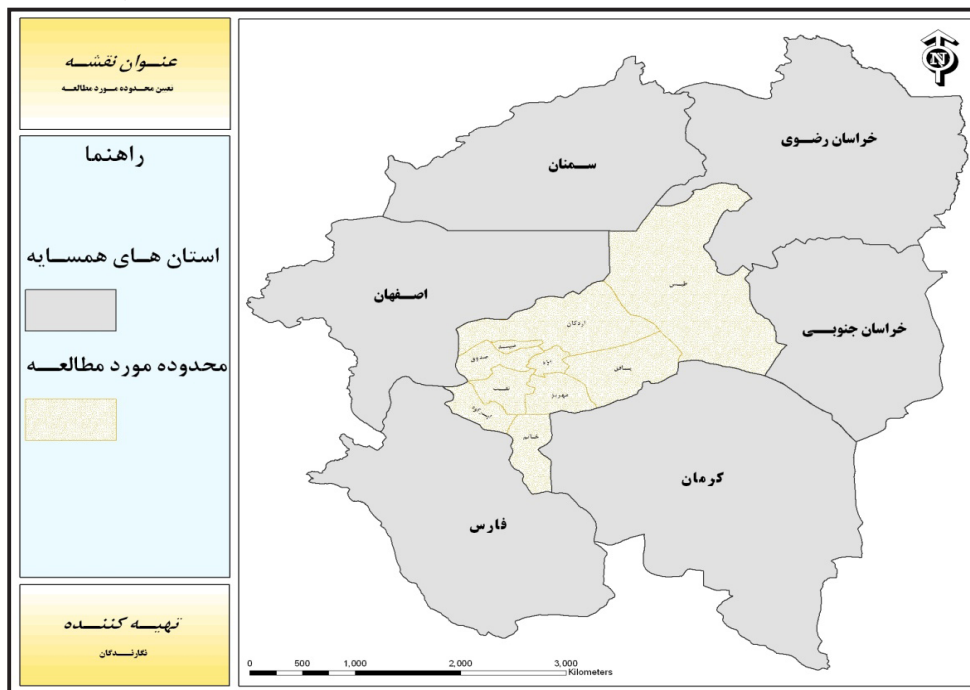 عنوان نقشه
تعیین محدوده مورد مطالعه
راهنما
استان های همسایه
محدوده مورد مطالعه
تهیه کننده
نگارندگان
N
خراسان رضوی
سمنان
طبس
اصفهان
خراسان جنوبی
اردکان
میبد
صدوق
یزد
بافق
تفت
مهریز
ابرکوه
خاتم
کرمان
فارس
0 500 1,000 2,000 3,000
Kilometers